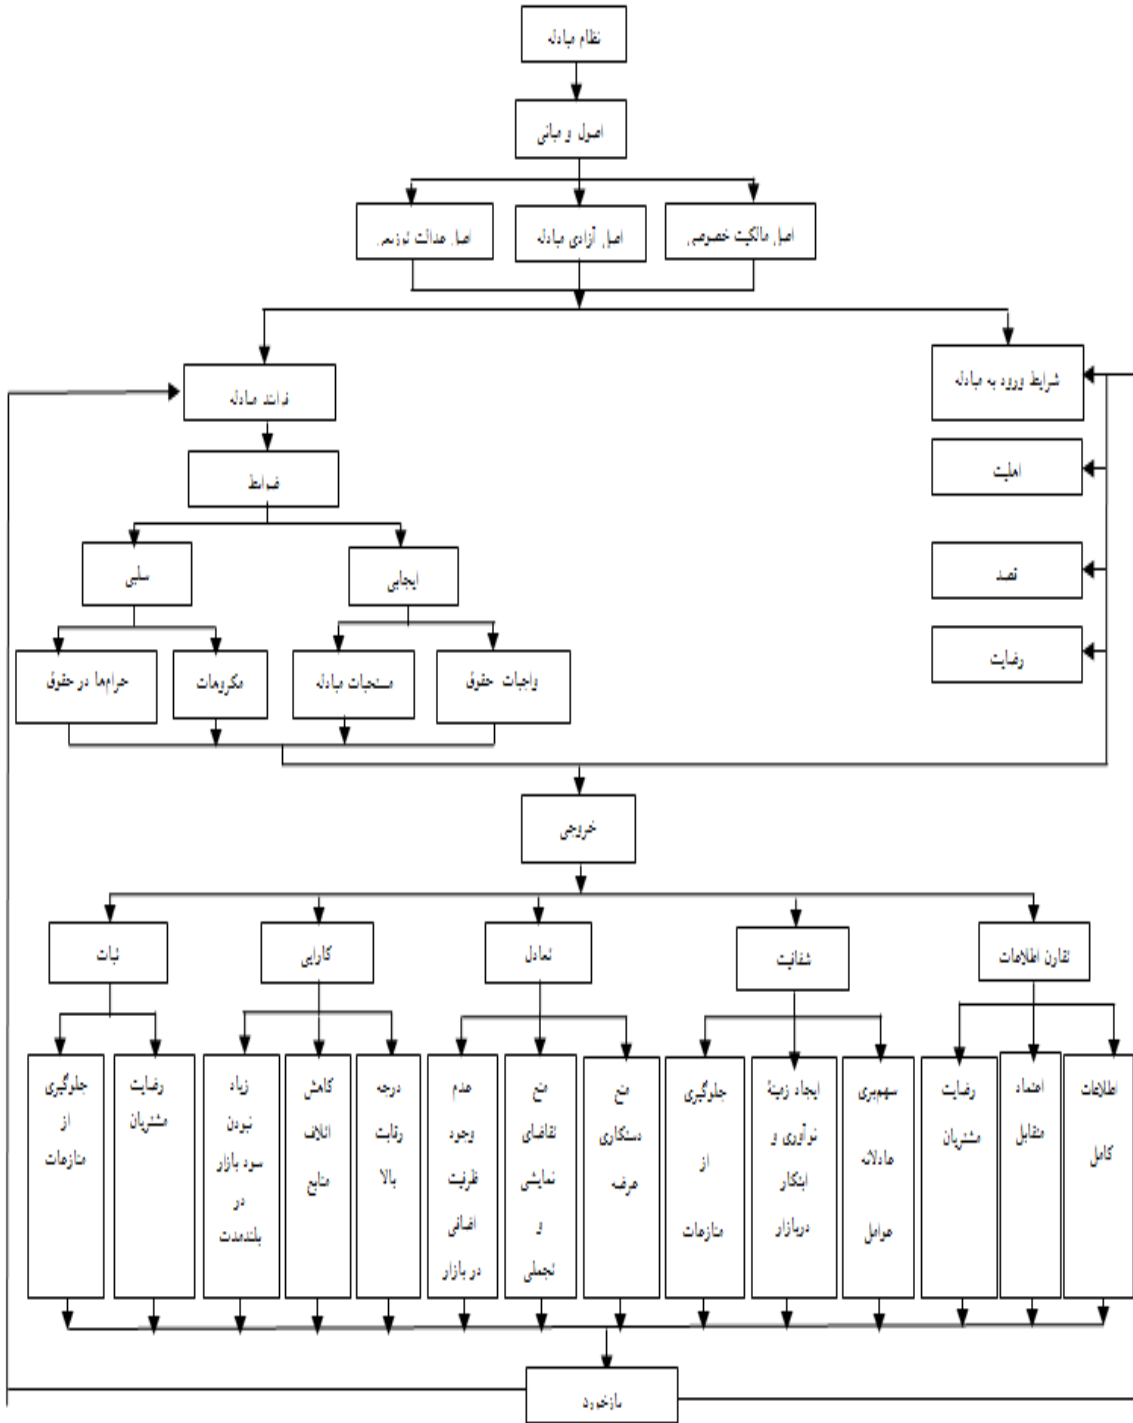 نظام مبادله
اصول و مبانی
اصل مالکیت خصوصی
اصل آزادی مبادله
اصل عدالت توزیعی
شرایط ورود به مبادله
فرایند مبادله
اهلیت
ضوابط
قصد
ایجابی
سلبی
رضایت
واجبات حقوق
مستحبات مبادله
مکروهات
حرام‌ها در حقوق
خروجی
تقارن اطلاعات
شفافیت
تعادل
کارایی
ثبات
اطلاعات
کامل
اعتماد
متقابل
رضایت
مشتریان
سهم‌بری
عادلانه
عوامل
ایجاد زمینهٔ
نوآوری و
ابتکار
دربازار
جلوگیری
از
منازعات
منع
دستکاری
عرضه
منع
تقاضای
نمایشی
و
تجملی
عدم
وجود
ظرفیت
اضافی
در بازار
درجه
رقابت
بالا
کاهش
اتلاف
منابع
زیاد
نبودن
سود بازار
در
بلندمدت
رضایت
مشتریان
جلوگیری
از
منازعات
بازخورد